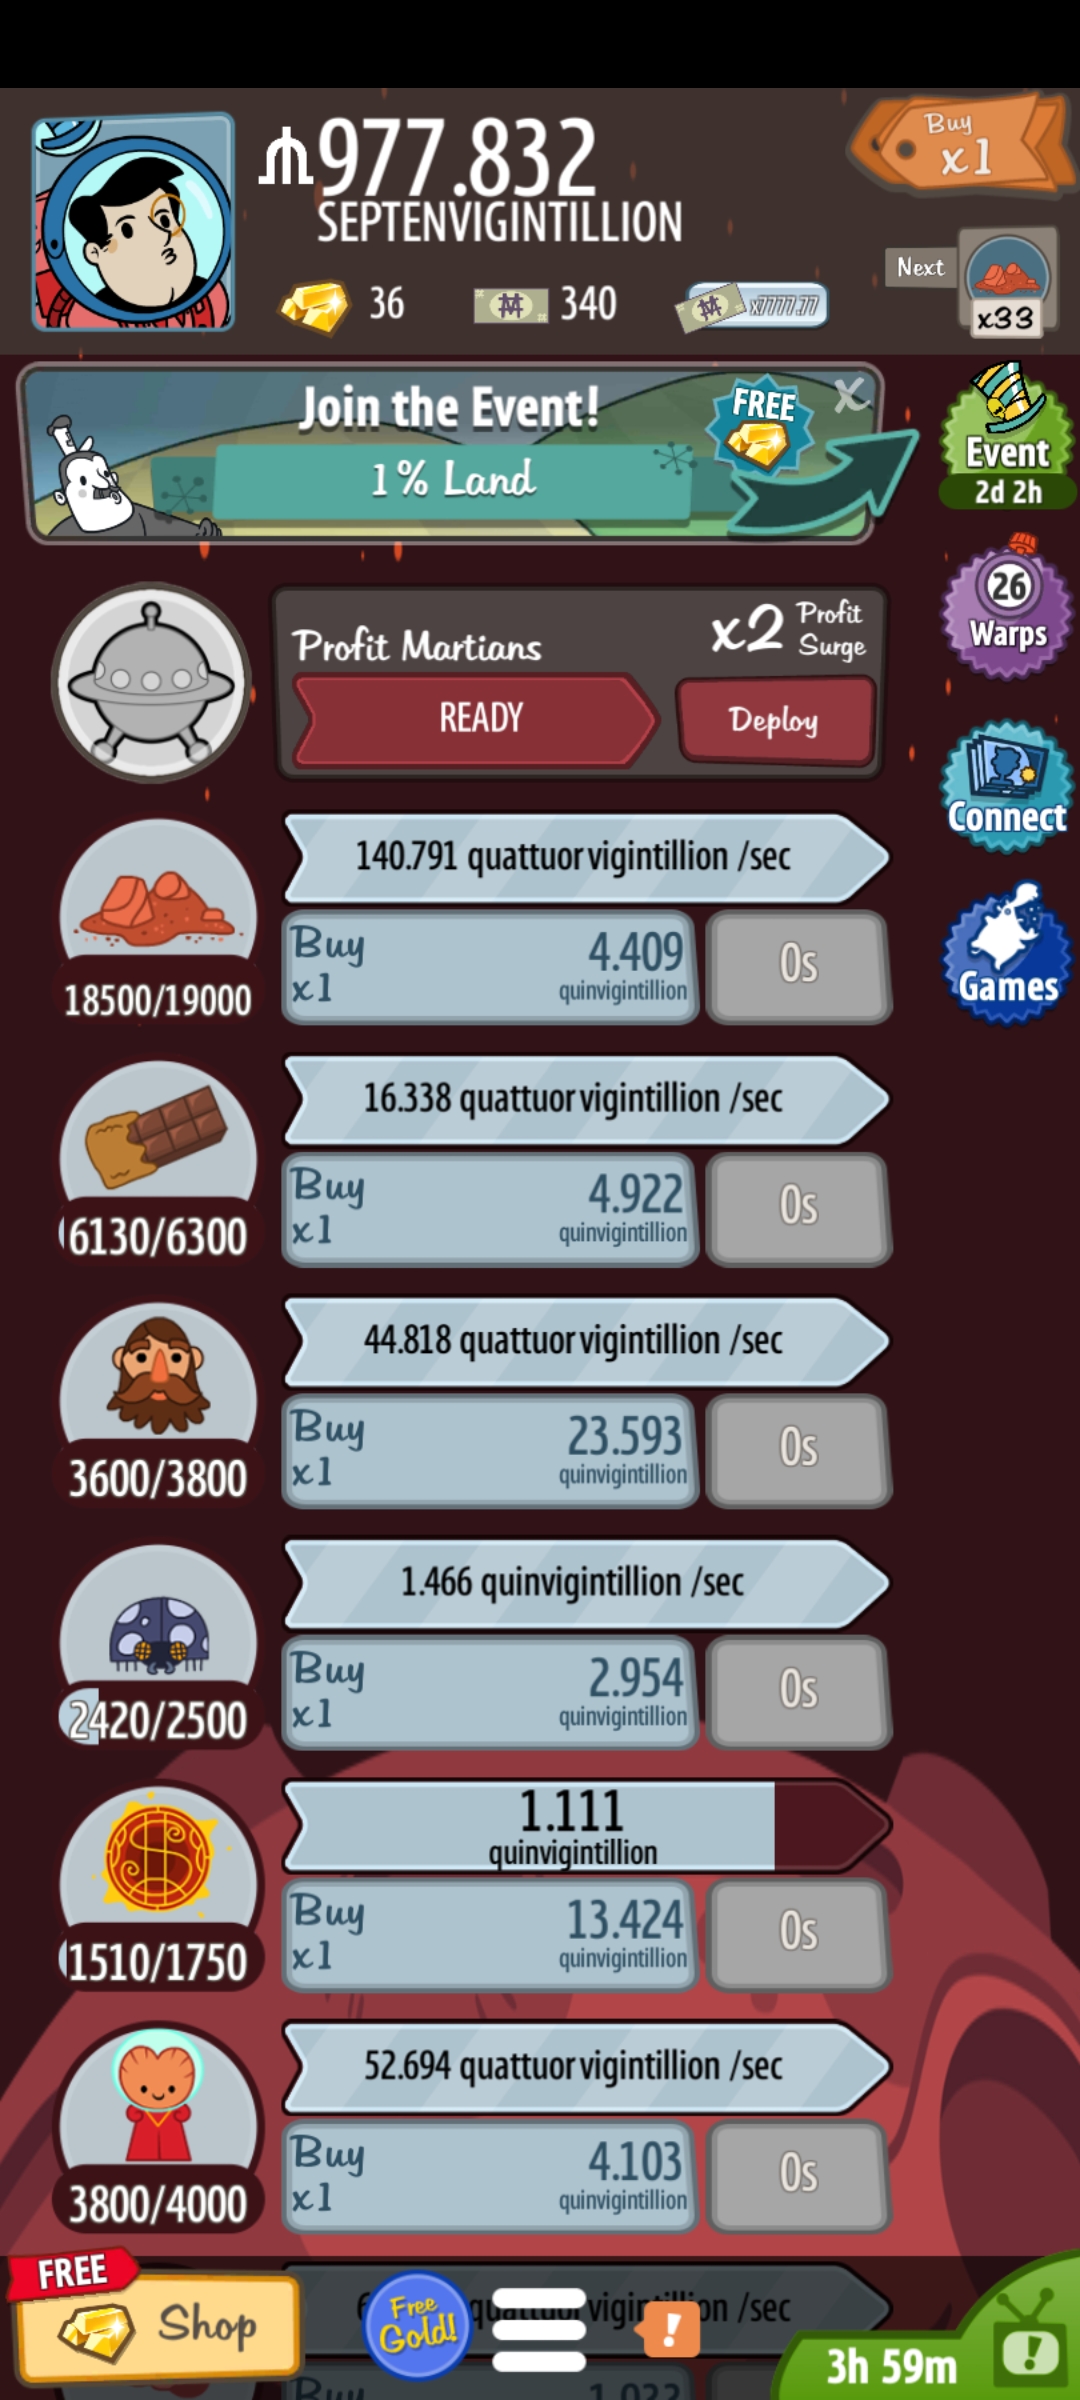 977.832
SEPTENVIGINTILLION
Buy
x1
36
340
x7777.77
Next
x33
Join the Event!
1% Land
FREE
X
Event
2d 2h
Profit Martians
x2 Profit
Surge
READY
Deploy
26
Warps
Connect
Games
140.791 quattuorvigintillion /sec
Buy
x1
4.409
quinvigintillion
0s
18500/19000
16.338 quattuorvigintillion /sec
Buy
x1
4.922
quinvigintillion
0s
6130/6300
44.818 quattuorvigintillion /sec
Buy
x1
23.593
quinvigintillion
0s
3600/3800
1.466 quinvigintillion /sec
Buy
x1
2.954
quinvigintillion
0s
2420/2500
1.111
quinvigintillion
Buy
x1
13.424
quinvigintillion
0s
1510/1750
52.694 quattuorvigintillion /sec
Buy
x1
4.103
quinvigintillion
0s
3800/4000
FREE
Shop
Free
Gold!
/sec
!
3h 59m
!
Buy